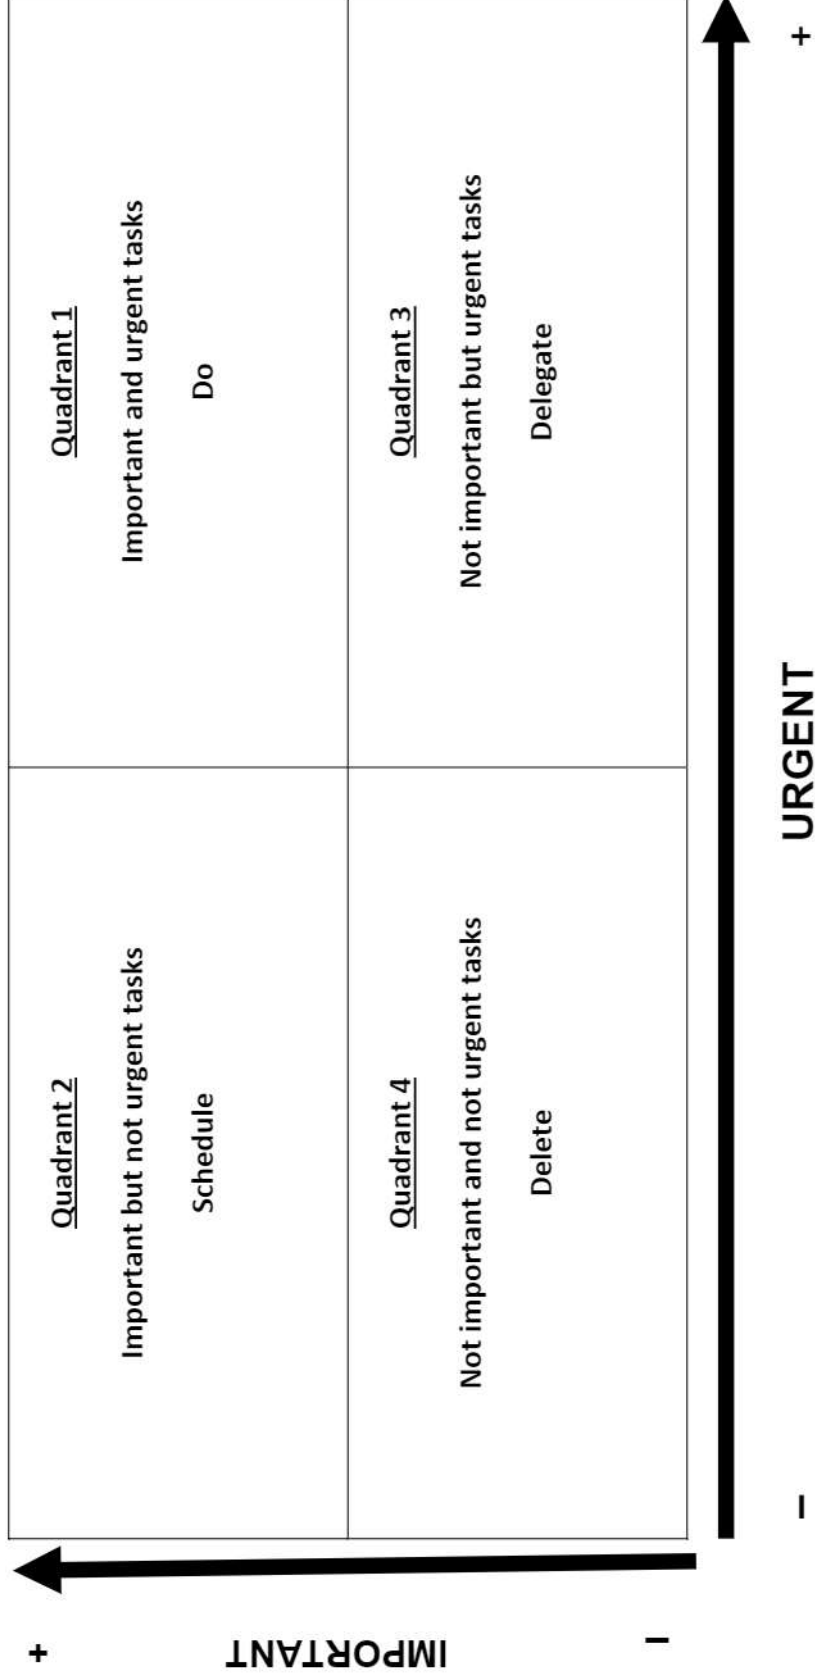 +
IMPORTANT
–
Quadrant 2
Important but not urgent tasks
Schedule
Quadrant 1
Important and urgent tasks
Do
Quadrant 4
Not important and not urgent tasks
Delete
Quadrant 3
Not important but urgent tasks
Delegate
–
URGENT
+